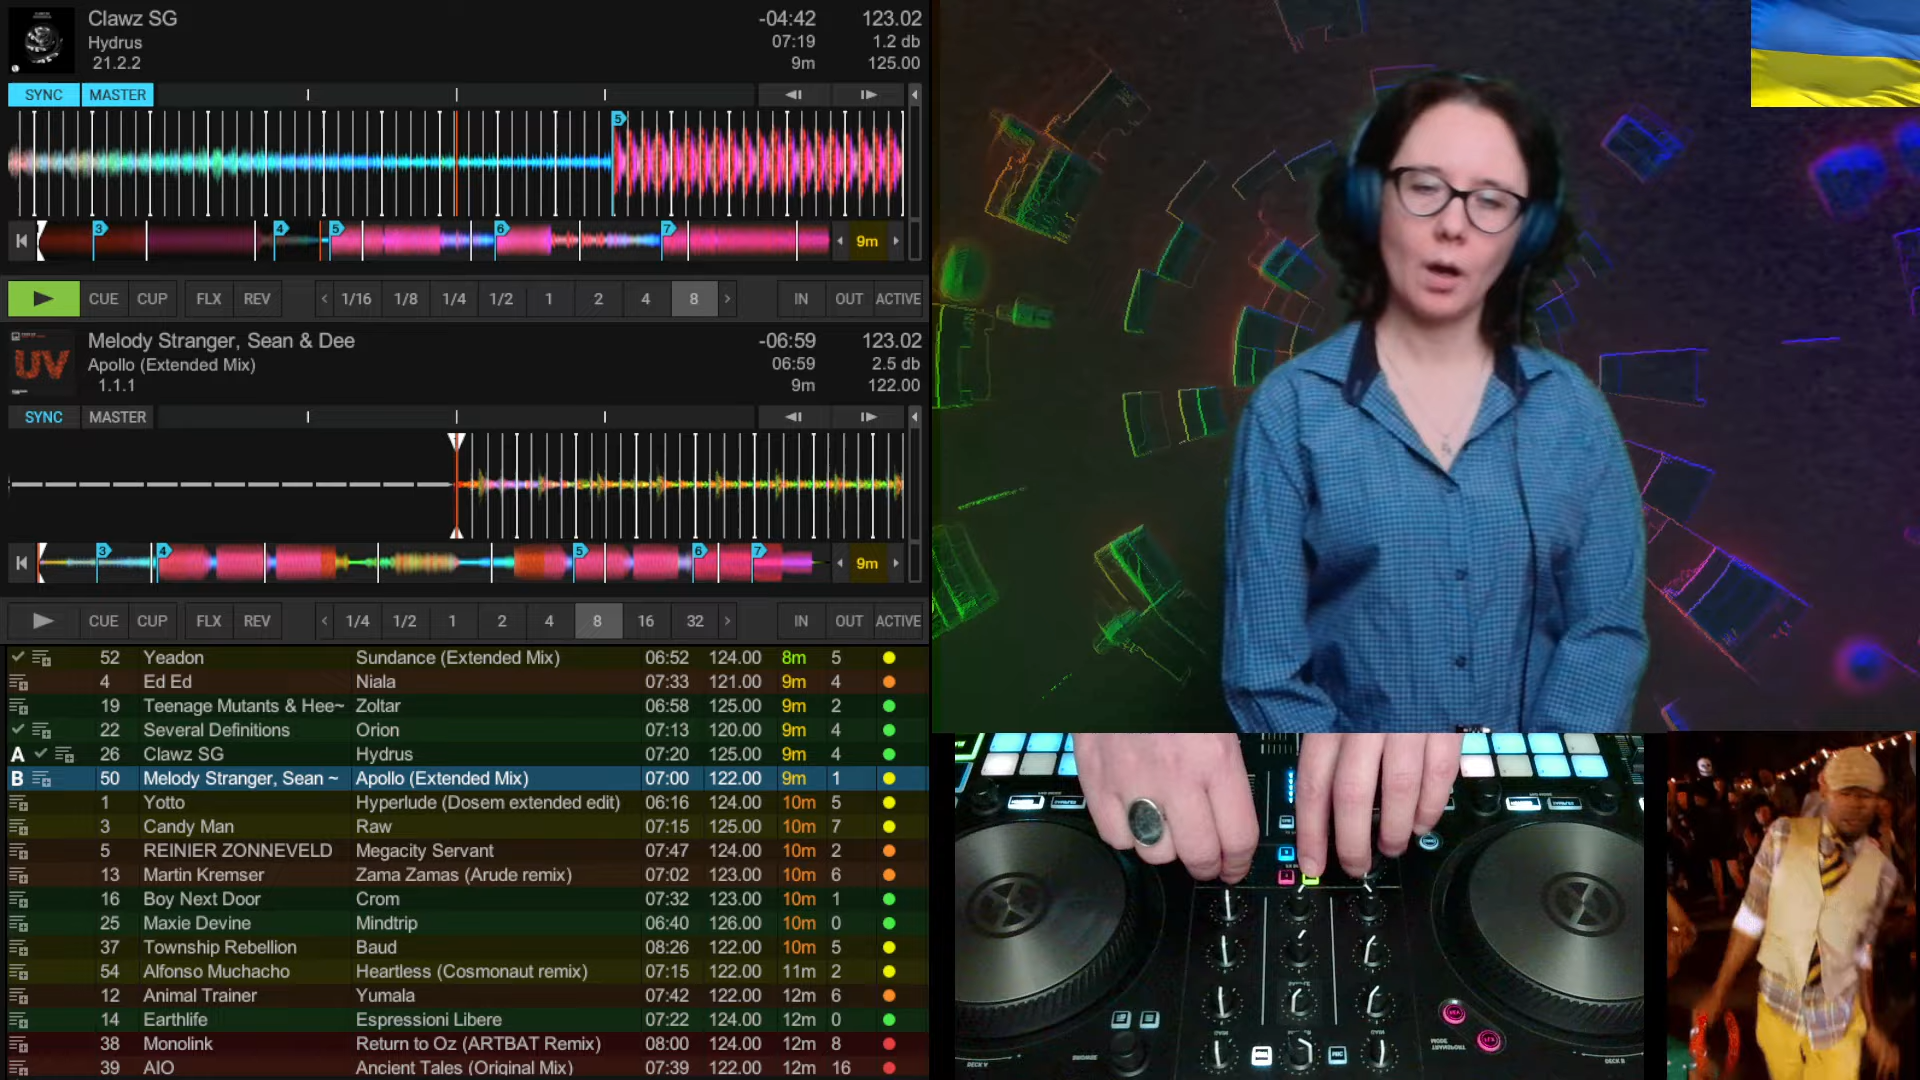 Clawz SG -04:42 123.02
Hydrus 07:19 1.2 db
21.2.2 9m 125.00
SYNC MASTER
5
3 4 5 6 7 9m
CUE CUP FLX REV 1/16 1/8 1/4 1/2 1 2 4 8 IN OUT ACTIVE
UV
Melody Stranger, Sean & Dee -06:59 123.02
Apollo (Extended Mix) 06:59 2.5 db
1.1.1 9m 122.00
SYNC MASTER
3 4 5 6 7 9m
CUE CUP FLX REV 1/4 1/2 1 2 4 8 16 32 IN OUT ACTIVE
52 Yeadon Sundance (Extended Mix) 06:52 124.00 8m 5
4 Ed Ed Niala 07:33 121.00 9m 4
19 Teenage Mutants & Hee~ Zoltar 06:58 125.00 9m 2
22 Several Definitions Orion 07:13 120.00 9m 4
A 26 Clawz SG Hydrus 07:20 125.00 9m 4
B 50 Melody Stranger, Sean ~ Apollo (Extended Mix) 07:00 122.00 9m 1
1 Yotto Hyperlude (Dosem extended edit) 06:16 124.00 10m 5
3 Candy Man Raw 07:15 125.00 10m 7
5 REINIER ZONNEVELD Megacity Servant 07:47 124.00 10m 2
13 Martin Kremser Zama Zamas (Arude remix) 07:02 123.00 10m 6
16 Boy Next Door Crom 07:32 123.00 10m 1
25 Maxie Devine Mindtrip 06:40 126.00 10m 0
37 Township Rebellion Baud 08:26 122.00 10m 5
54 Alfonso Muchacho Heartless (Cosmonaut remix) 07:15 122.00 11m 2
12 Animal Trainer Yumala 07:42 122.00 12m 6
14 Earthlife Espressioni Libere 07:22 124.00 12m 0
38 Monolink Return to Oz (ARTBAT Remix) 08:00 124.00 12m 8
39 AIO Ancient Tales (Original Mix) 07:39 122.00 12m 16